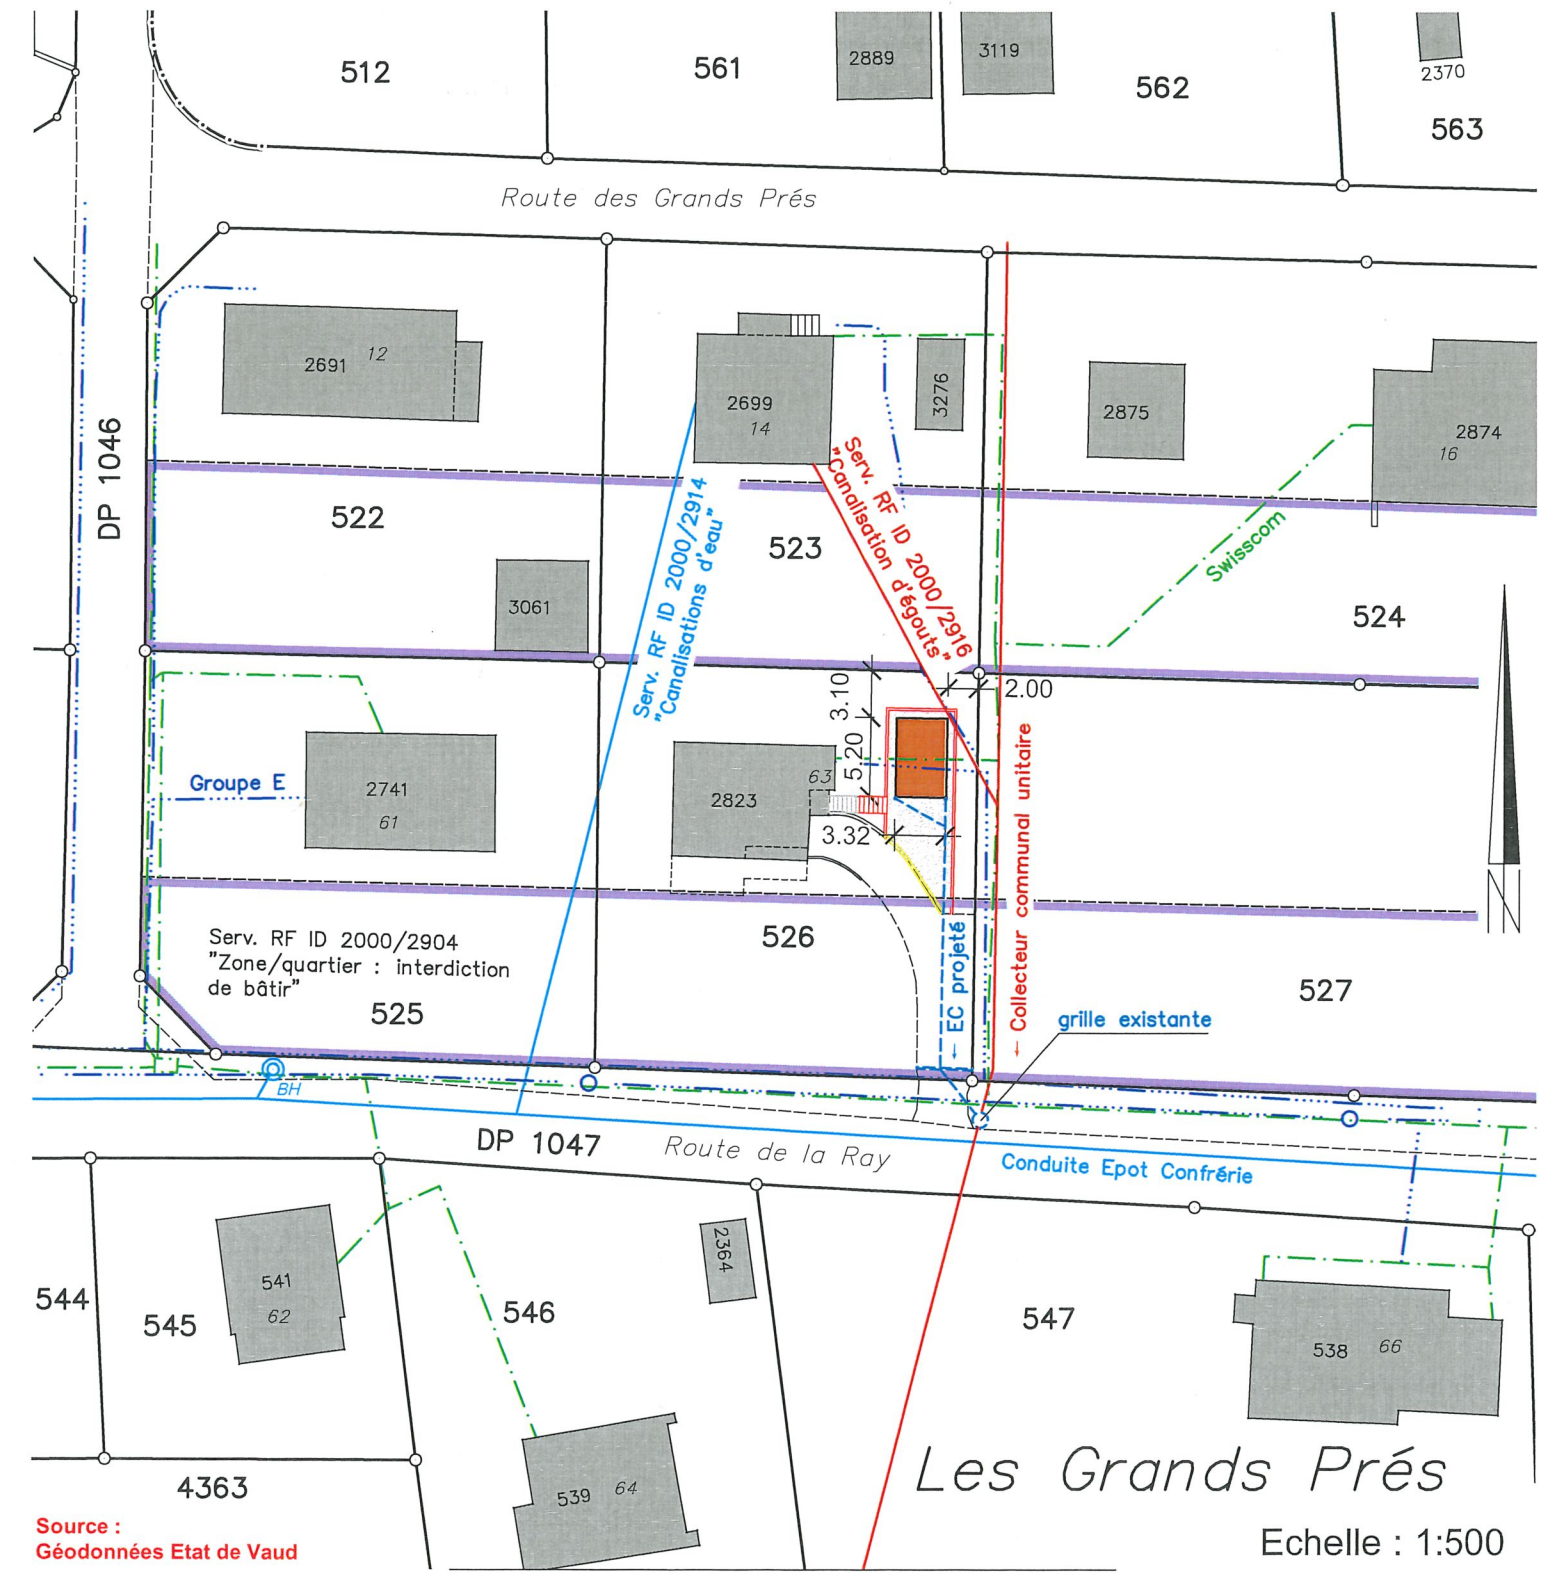 512
561
2889
3119
562
2370
563
Route des Grands Prés
2691
12
2699
14
3276
2875
2874
16
DP 1046
522
523
524
Serv. RF ID 2000/2914
"Canalisations d'eau"
Serv. RF ID 2000/2916
"Canalisation d'égouts"
Swisscom
3061
3.10
2.00
5.20
3.32
Groupe E
2741
61
2823
63
Collecteur communal unitaire
N
Serv. RF ID 2000/2904
"Zone/quartier : interdiction
de bâtir"
525
526
EC projeté
527
grille existante
BH
DP 1047
Route de la Ray
Conduite Epot Confrérie
544
545
541
62
546
2364
547
538
66
539
64
4363
Les Grands Prés
Echelle : 1:500
Source :
Géodonnées Etat de Vaud